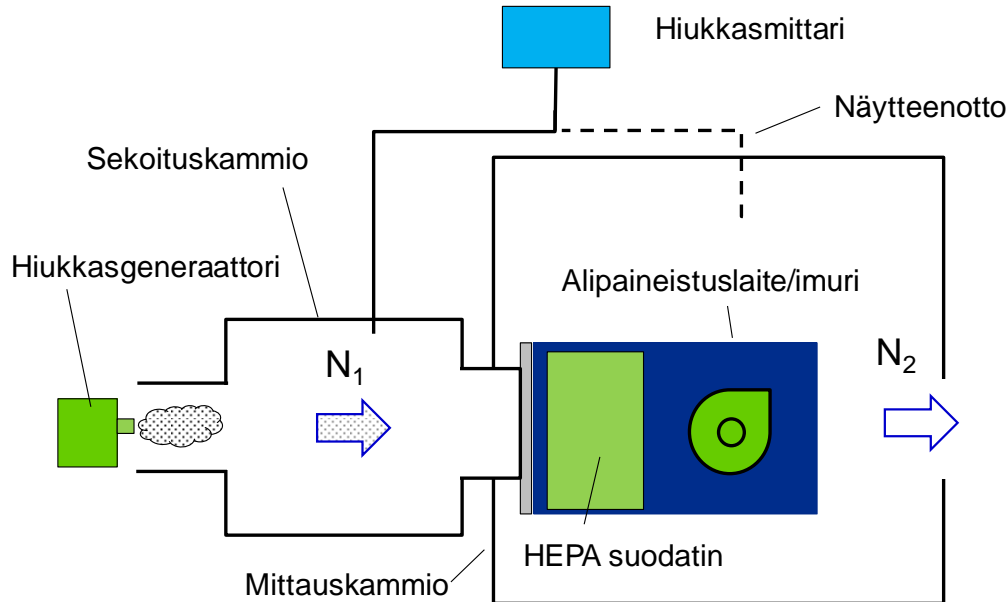 Hiukkasmittari
Näytteenotto
Sekoituskammio
Hiukkasgeneraattori
Alipaineistuslaite/imuri
N₁
N₂
HEPA suodatin
Mittauskammio